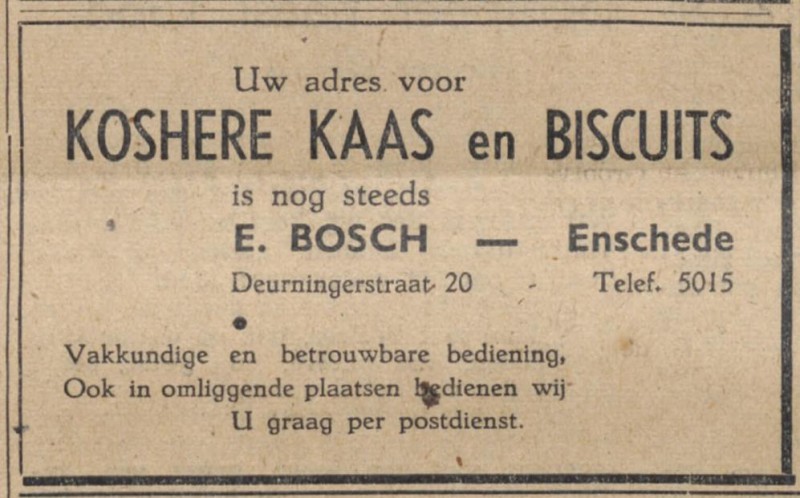 Uw adres voor
KOSHERE KAAS en BISCUITS
is nog steeds
E. BOSCH — Enschede
Deurningerstraat 20 - Telef. 5015
Vakkundige en betrouwbare bediening,
Ook in omliggende plaatsen bedienen wij
U graag per postdienst.